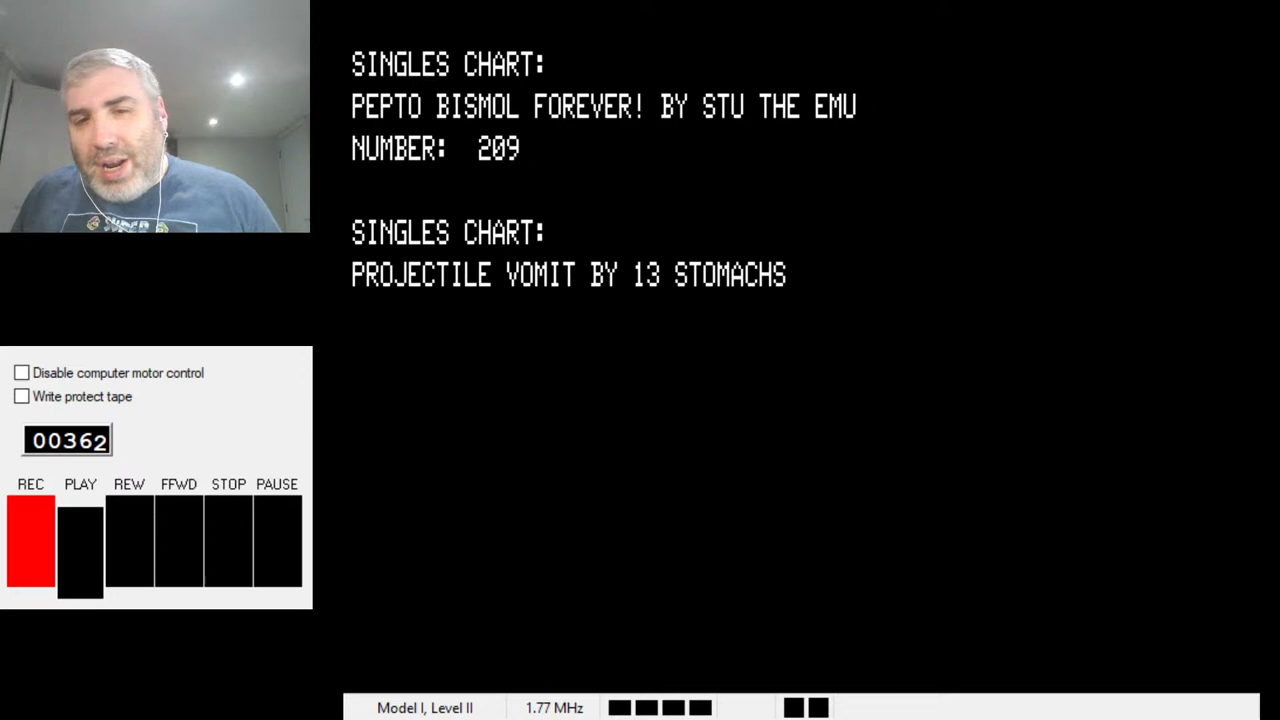 SINGLES CHART:
PEPTO BISMOL FOREVER! BY STU THE EMU
NUMBER:  209
SINGLES CHART:
PROJECTILE VOMIT BY 13 STOMACHS
SUPER
Disable computer motor control
Write protect tape
00362
REC PLAY REW FFWD STOP PAUSE
Model I, Level II 1.77 MHz